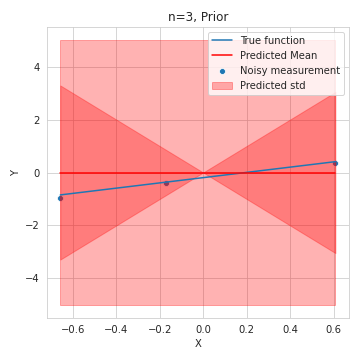 n=3, Prior
True function
Predicted Mean
Noisy measurement
Predicted std
4
2
0
−2
−4
Y
−0.6 −0.4 −0.2 0.0 0.2 0.4 0.6
X